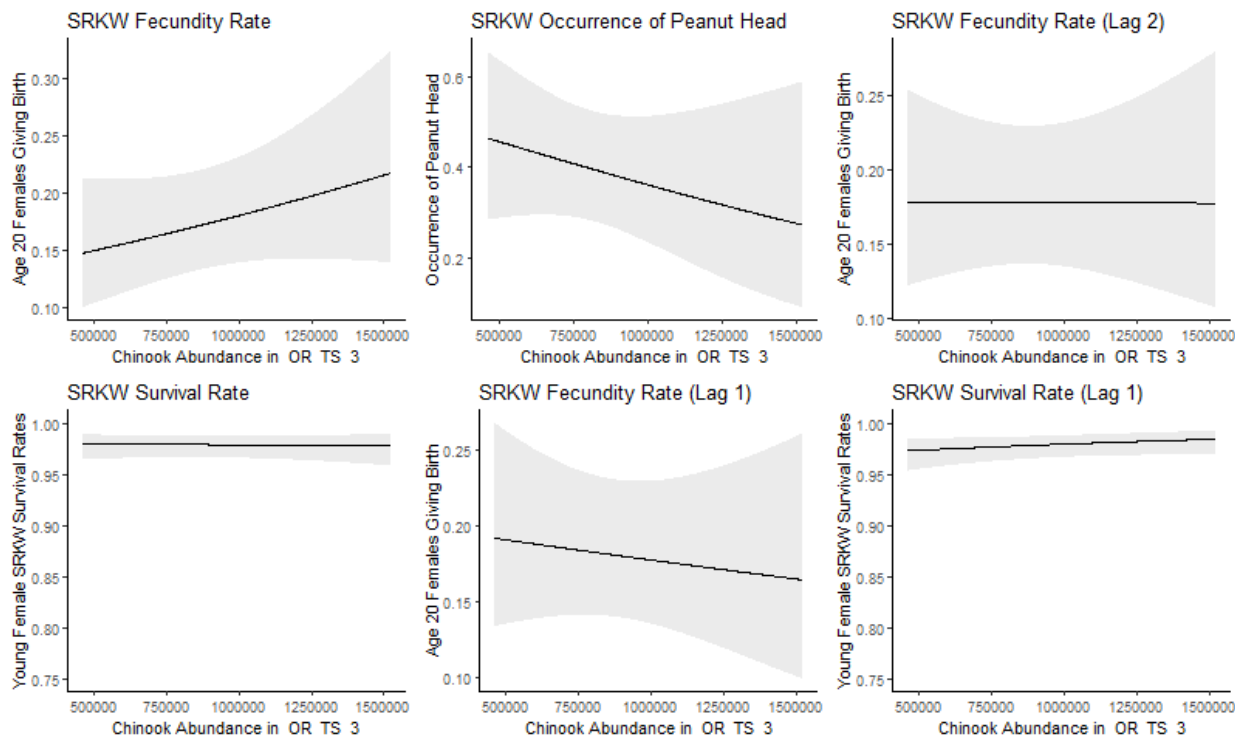 SRKW Fecundity Rate
Age 20 Females Giving Birth
0.30
0.25
0.20
0.15
0.10
500000 750000 1000000 1250000 1500000
Chinook Abundance in OR TS 3
SRKW Occurrence of Peanut Head
Occurrence of Peanut Head
0.6
0.4
0.2
500000 750000 1000000 1250000 1500000
Chinook Abundance in OR TS 3
SRKW Fecundity Rate (Lag 2)
Age 20 Females Giving Birth
0.25
0.20
0.15
0.10
500000 750000 1000000 1250000 1500000
Chinook Abundance in OR TS 3
SRKW Survival Rate
Young Female SRKW Survival Rates
1.00
0.95
0.90
0.85
0.80
0.75
500000 750000 1000000 1250000 1500000
Chinook Abundance in OR TS 3
SRKW Fecundity Rate (Lag 1)
Age 20 Females Giving Birth
0.25
0.20
0.15
0.10
500000 750000 1000000 1250000 1500000
Chinook Abundance in OR TS 3
SRKW Survival Rate (Lag 1)
Young Female SRKW Survival Rates
1.00
0.95
0.90
0.85
0.80
0.75
500000 750000 1000000 1250000 1500000
Chinook Abundance in OR TS 3